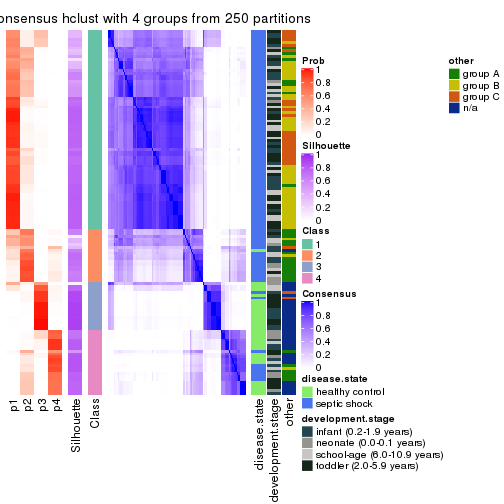 onsensus hclust with 4 groups from 250 partitions
Prob
1
0.8
0.6
0.4
0.2
0
Silhouette
1
0.8
0.6
0.4
0.2
0
Class
1
2
3
4
Consensus
1
0.8
0.6
0.4
0.2
0
disease.state
healthy control
septic shock
development.stage
infant (0.2-1.9 years)
neonate (0.0-0.1 years)
school-age (6.0-10.9 years)
toddler (2.0-5.9 years)
other
group A
group B
group C
n/a
p1
p2
p3
p4
Silhouette
Class
disease.state
development.stage
other